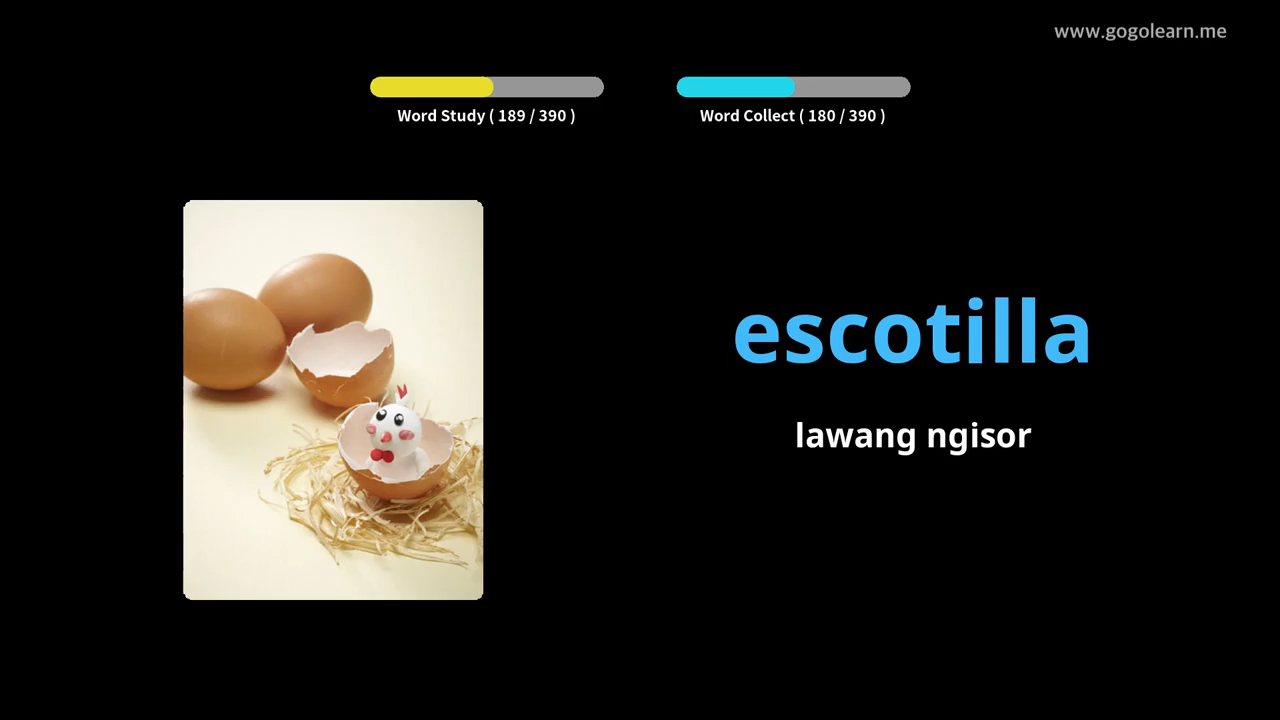 www.gogolearn.me
Word Study ( 189 / 390 )
Word Collect ( 180 / 390 )
escotilla
lawang ngisor